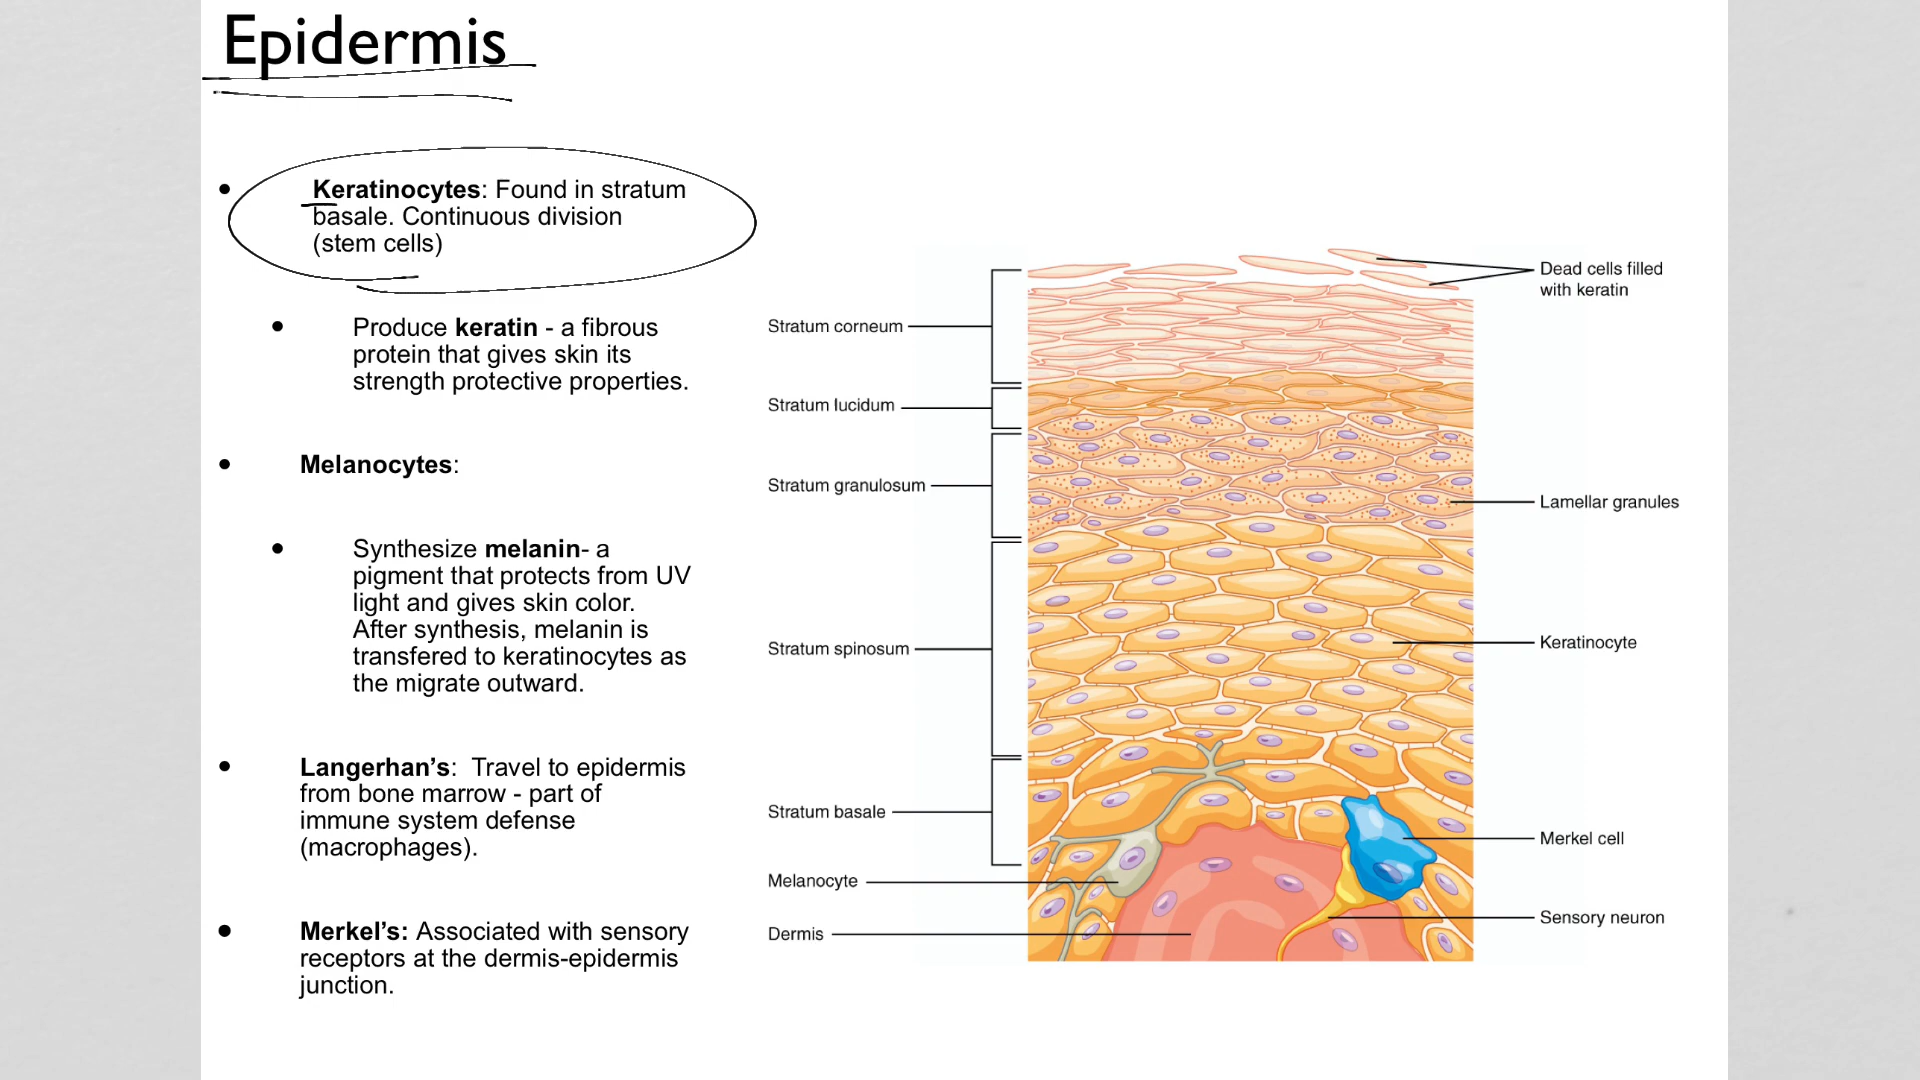 Epidermis
• Keratinocytes: Found in stratum
basale. Continuous division
(stem cells)
• Produce keratin - a fibrous
protein that gives skin its
strength protective properties.
• Melanocytes:
• Synthesize melanin- a
pigment that protects from UV
light and gives skin color.
After synthesis, melanin is
transfered to keratinocytes as
the migrate outward.
• Langerhan’s:  Travel to epidermis
from bone marrow - part of
immune system defense
(macrophages).
• Merkel’s: Associated with sensory
receptors at the dermis-epidermis
junction.
Stratum corneum
Stratum lucidum
Stratum granulosum
Stratum spinosum
Stratum basale
Melanocyte
Dermis
Dead cells filled
with keratin
Lamellar granules
Keratinocyte
Merkel cell
Sensory neuron